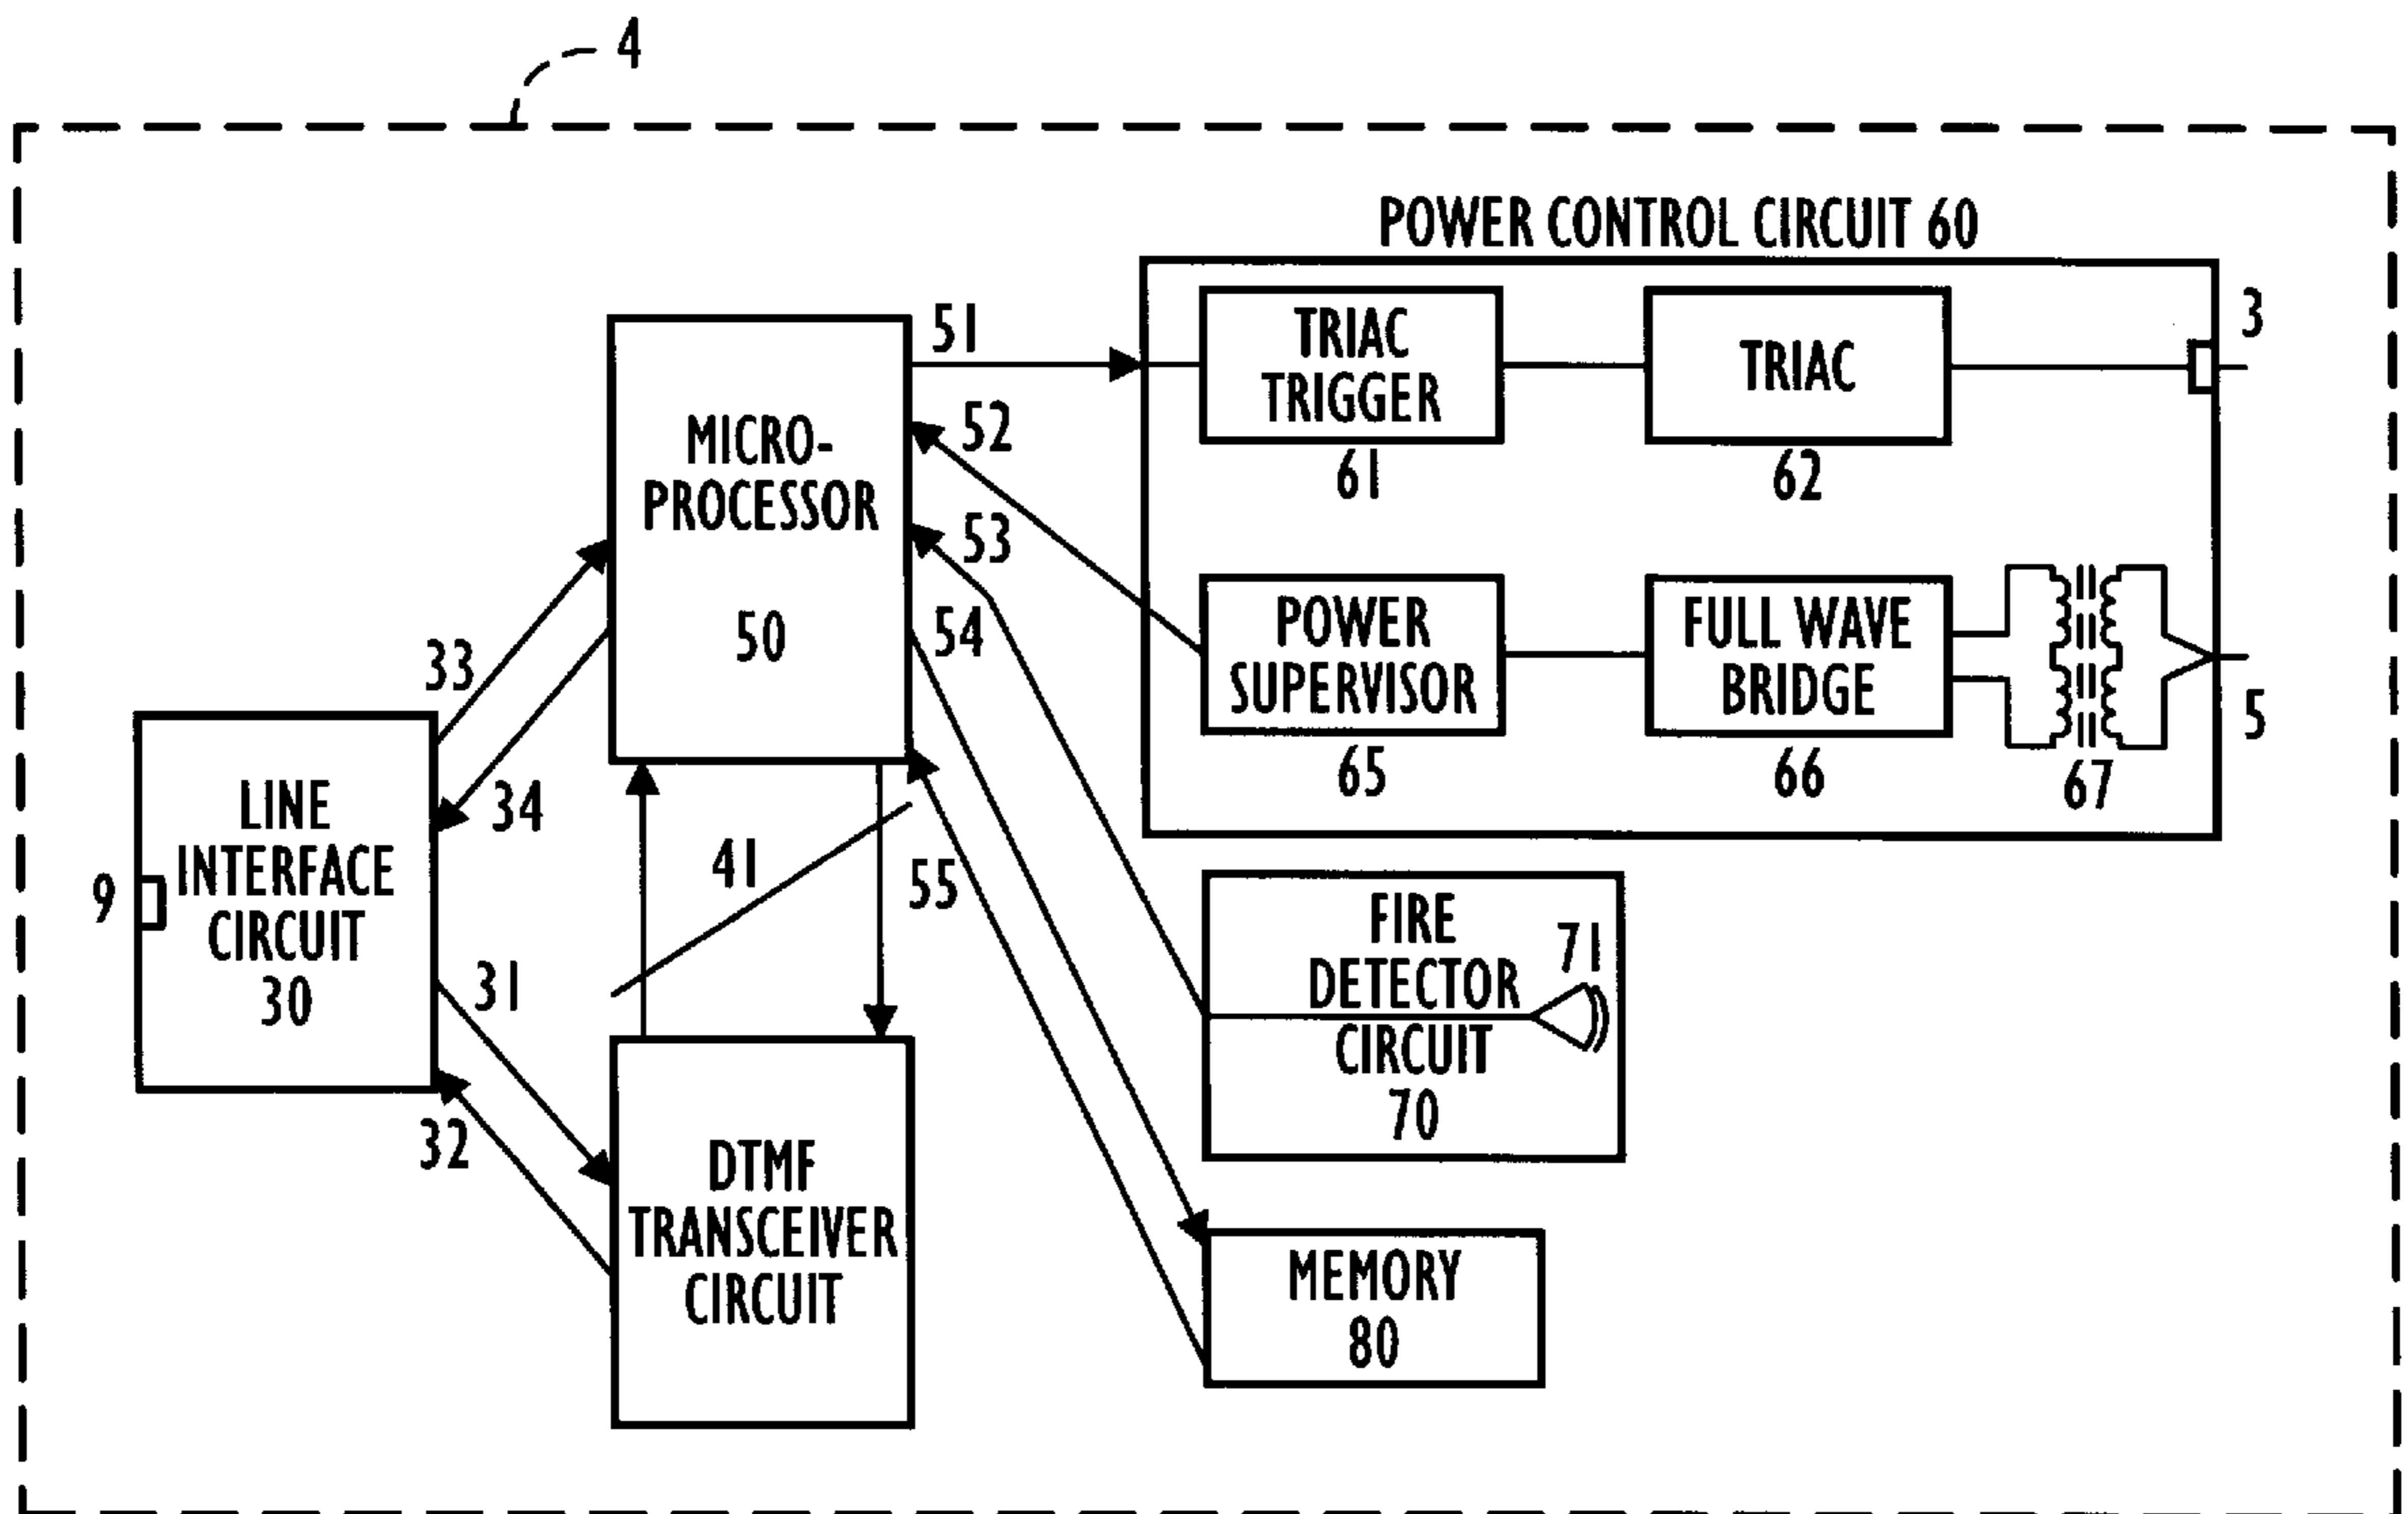 4
POWER CONTROL CIRCUIT 60
3
51
TRIAC
TRIGGER
61
TRIAC
62
52
MICRO-
PROCESSOR
50
53
54
POWER
SUPERVISOR
65
FULL WAVE
BRIDGE
66
67
5
33
34
LINE
INTERFACE
CIRCUIT
30
9
41
55
31
32
FIRE
DETECTOR
CIRCUIT
70
71
DTMF
TRANSCEIVER
CIRCUIT
MEMORY
80